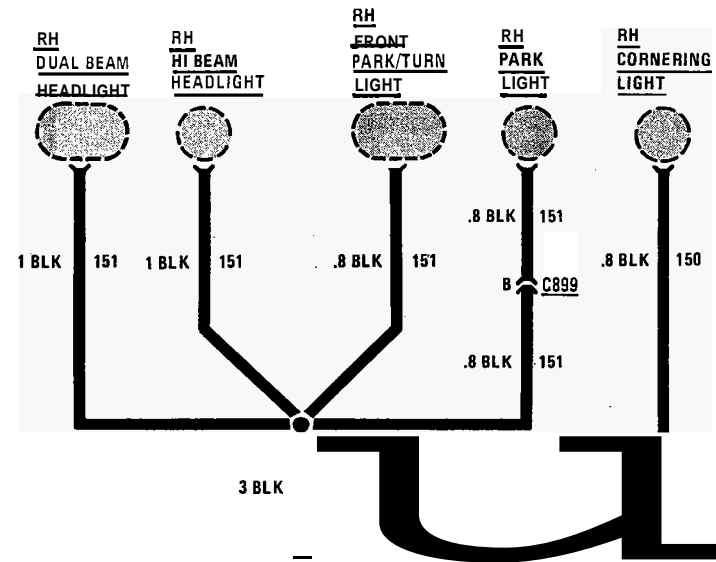 RH
DUAL BEAM
HEADLIGHT
RH
HI BEAM
HEADLIGHT
RH
FRONT
PARK/TURN
LIGHT
RH
PARK
LIGHT
RH
CORNERING
LIGHT
.8 BLK 151
1 BLK 151
1 BLK 151
.8 BLK 151
.8 BLK 150
B C899
.8 BLK 151
3 BLK